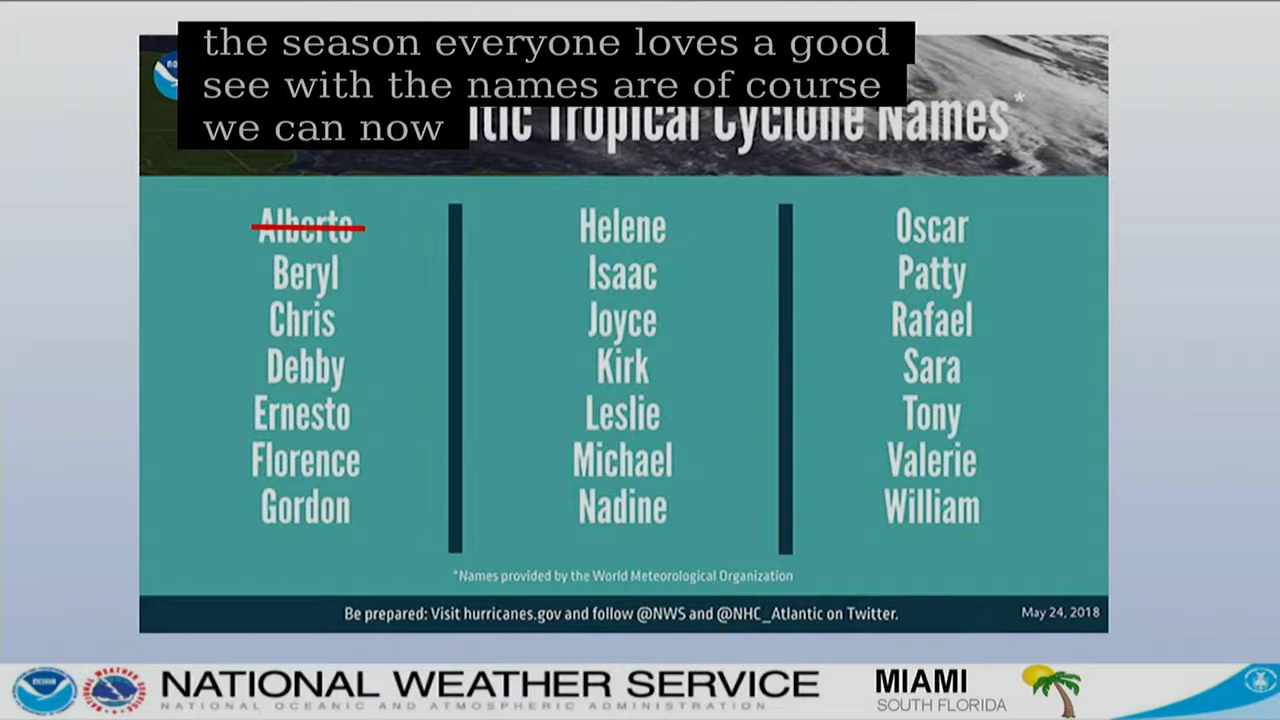 the season everyone loves a good
see with the names are of course
we can now
Tropical Cyclone Names*
Alberto
Beryl
Chris
Debby
Ernesto
Florence
Gordon
Helene
Isaac
Joyce
Kirk
Leslie
Michael
Nadine
Oscar
Patty
Rafael
Sara
Tony
Valerie
William
*Names provided by the World Meteorological Organization
Be prepared: Visit hurricanes.gov and follow @NWS and @NHC_Atlantic on Twitter.
May 24, 2018
NATIONAL WEATHER SERVICE
NATIONAL OCEANIC AND ATMOSPHERIC ADMINISTRATION
MIAMI
SOUTH FLORIDA